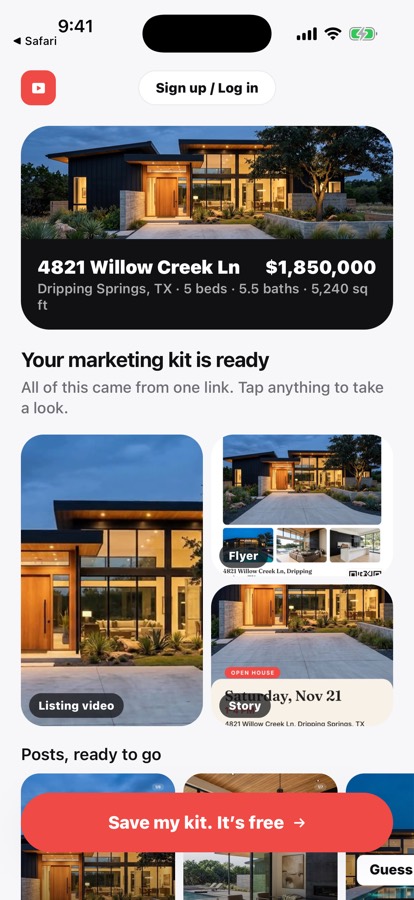 9:41
◀ Safari
Sign up / Log in
4821 Willow Creek Ln $1,850,000
Dripping Springs, TX · 5 beds · 5.5 baths · 5,240 sq
ft
Your marketing kit is ready
All of this came from one link. Tap anything to take
a look.
Listing video
Flyer
4821 Willow Creek Ln, Dripping
OPEN HOUSE
Saturday, Nov 21
Story
4821 Willow Creek Ln, Dripping Springs, TX
Posts, ready to go
Save my kit. It's free →
Guess